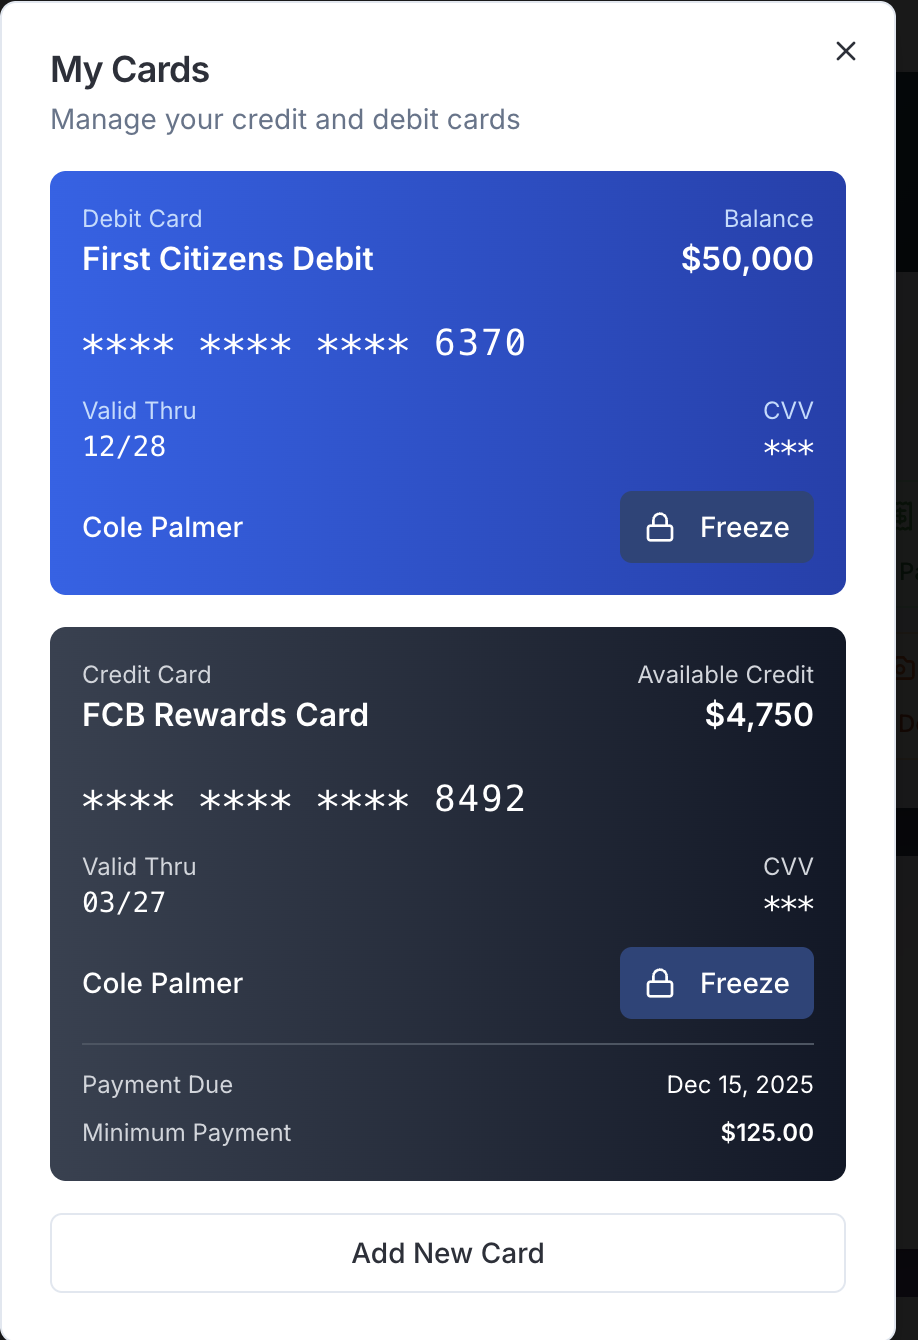 My Cards
Manage your credit and debit cards
Debit Card
Balance
First Citizens Debit
$50,000
**** **** **** 6370
Valid Thru
CVV
12/28
***
Cole Palmer
Freeze
Credit Card
Available Credit
FCB Rewards Card
$4,750
**** **** **** 8492
Valid Thru
CVV
03/27
***
Cole Palmer
Freeze
Payment Due
Dec 15, 2025
Minimum Payment
$125.00
Add New Card